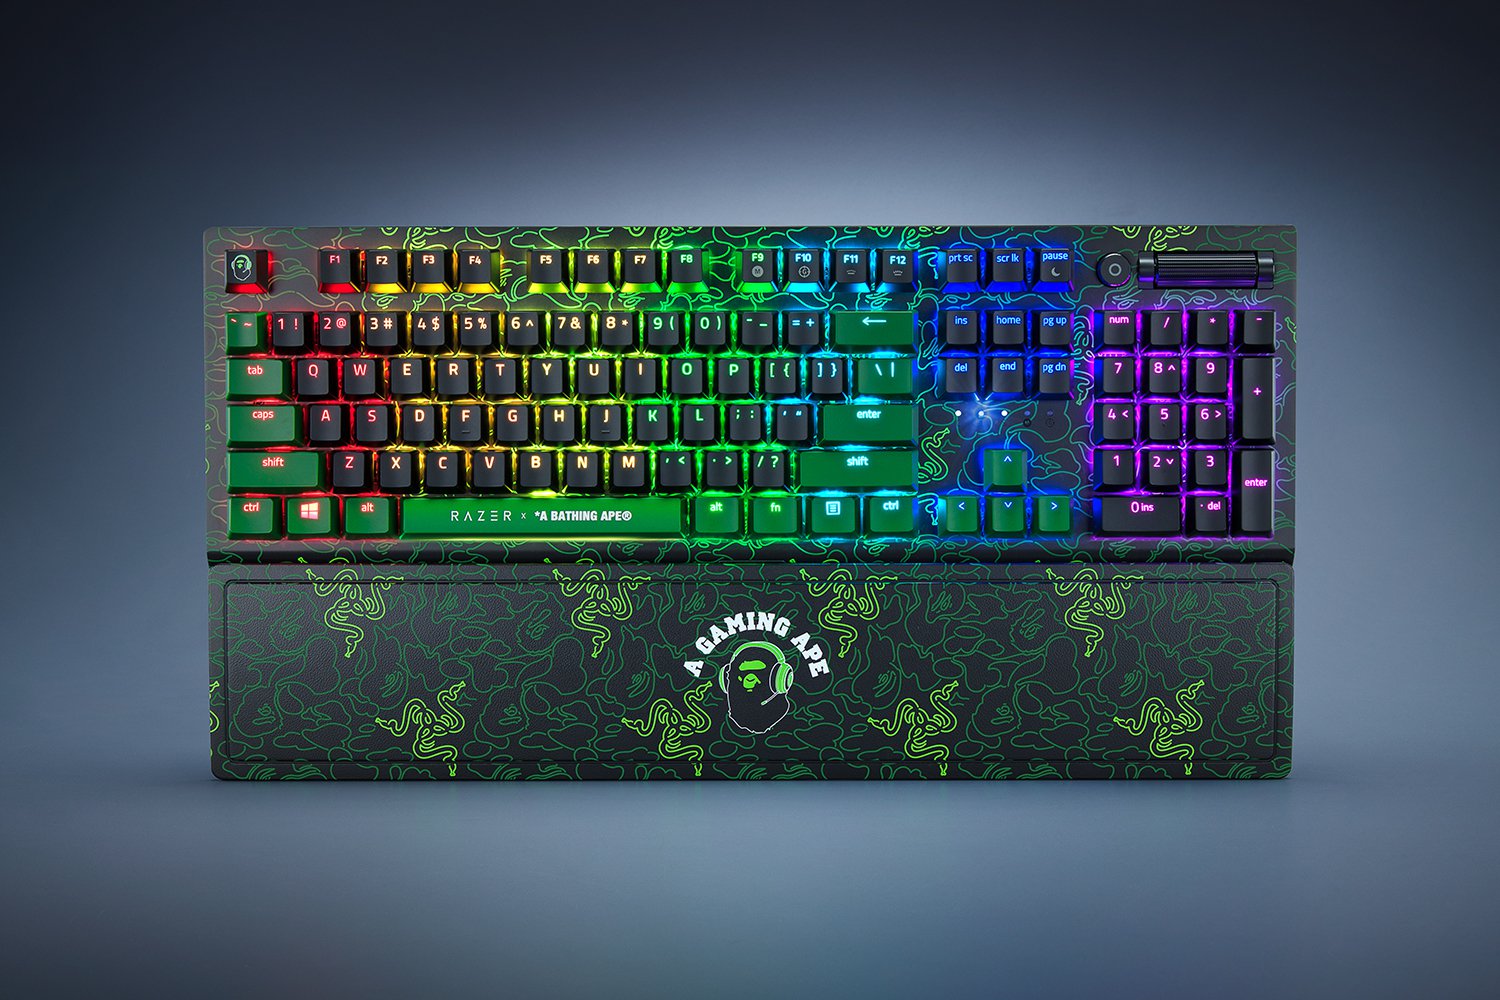 F1 F2 F3 F4 F5 F6 F7 F8 F9 M F10 G F11 F12 prt sc scr lk pause
` ~ 1 ! 2 @ 3 # 4 $ 5 % 6 ^ 7 & 8 * 9 ( 0 ) - _ = + ← ins home pg up num / * -
tab Q W E R T Y U I O P [ { ] } \ | del end pg dn 7 8 ^ 9 +
caps A S D F G H J K L ; : ' " enter 4 < 5 6 >
shift Z X C V B N M , < . > / ? shift ^ 1 2 ˅ 3 enter
ctrl alt RAZER x *A BATHING APE® alt fn ctrl < ˅ > 0 ins . del
A GAMING APE